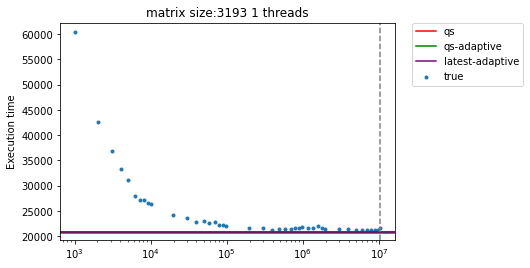 matrix size:3193 1 threads
Execution time
60000
55000
50000
45000
40000
35000
30000
25000
20000
10³
10⁴
10⁵
10⁶
10⁷
qs
qs-adaptive
latest-adaptive
true